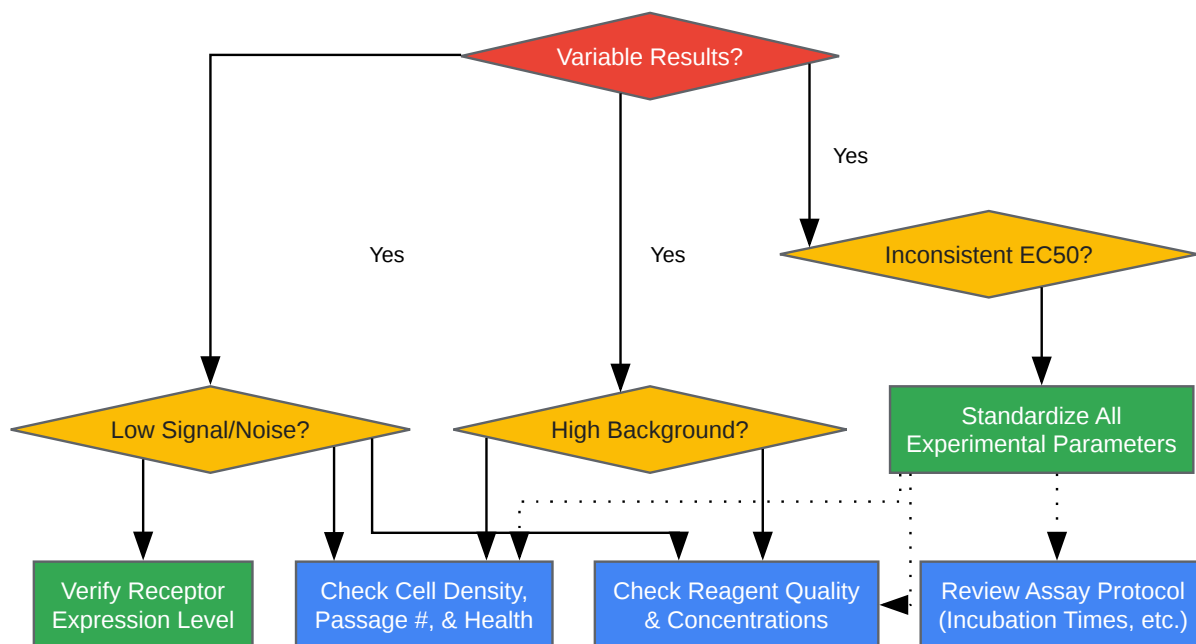 Variable Results?
Yes
Yes
Yes
Inconsistent EC50?
Low Signal/Noise?
High Background?
Standardize All
Experimental Parameters
Verify Receptor
Expression Level
Check Cell Density,
Passage #, & Health
Check Reagent Quality
& Concentrations
Review Assay Protocol
(Incubation Times, etc.)